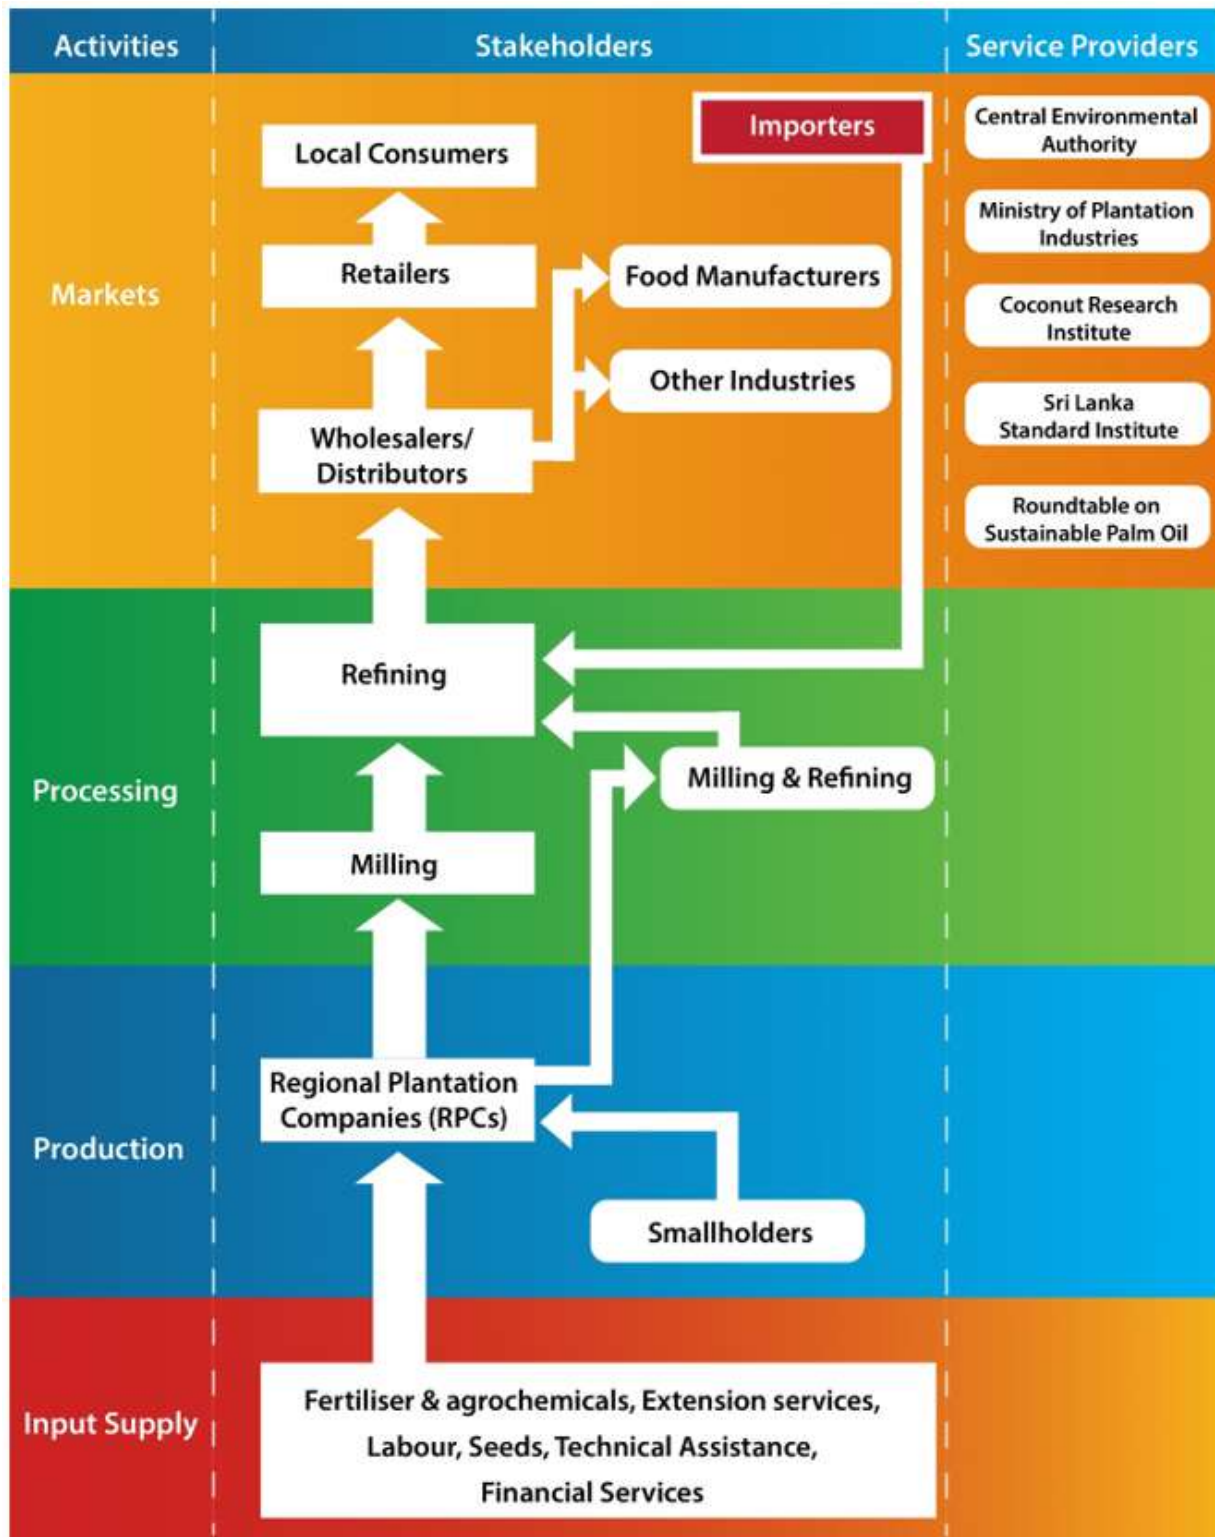 Activities
Stakeholders
Service Providers
Markets
Local Consumers
Retailers
Wholesalers/
Distributors
Importers
Food Manufacturers
Other Industries
Central Environmental
Authority
Ministry of Plantation
Industries
Coconut Research
Institute
Sri Lanka
Standard Institute
Roundtable on
Sustainable Palm Oil
Processing
Refining
Milling & Refining
Milling
Production
Regional Plantation
Companies (RPCs)
Smallholders
Input Supply
Fertiliser & agrochemicals, Extension services,
Labour, Seeds, Technical Assistance,
Financial Services